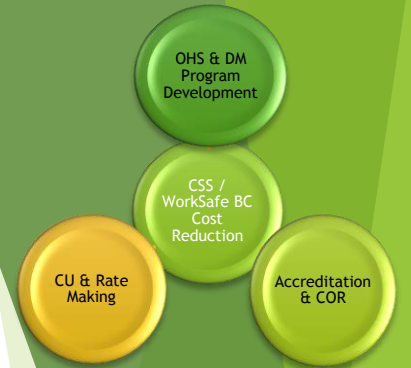 OHS & DM
Program
Development
CSS /
WorkSafe BC
Cost
Reduction
CU & Rate
Making
Accreditation
& COR